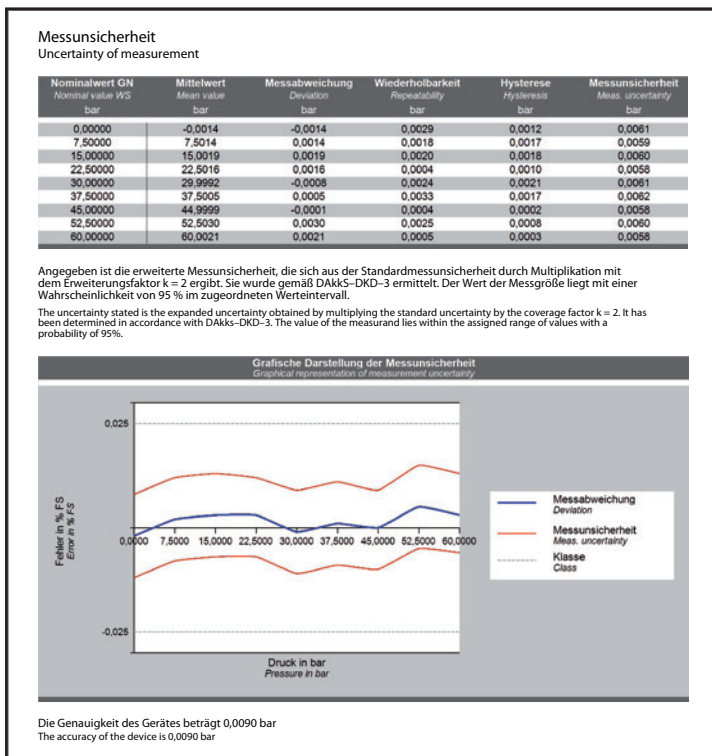 Messunsicherheit
Uncertainty of measurement
Nominalwert GN Mittelwert Messabweichung Wiederholbarkeit Hysterese Messunsicherheit
Nominal value WS Mean value Deviation Repeatability Hysteresis Meas. uncertainty
bar bar bar bar bar bar
0,00000 -0,0014 -0,0014 0,0029 0,0012 0,0061
7,50000 7,5014 0,0014 0,0018 0,0017 0,0059
15,00000 15,0019 0,0019 0,0020 0,0018 0,0060
22,50000 22,5016 0,0016 0,0004 0,0010 0,0058
30,00000 29,9992 -0,0008 0,0024 0,0021 0,0061
37,50000 37,5005 0,0005 0,0033 0,0017 0,0062
45,00000 44,9999 -0,0001 0,0004 0,0002 0,0058
52,50000 52,5030 0,0030 0,0025 0,0008 0,0060
60,00000 60,0021 0,0021 0,0005 0,0003 0,0058
Angegeben ist die erweiterte Messunsicherheit, die sich aus der Standardmessunsicherheit durch Multiplikation mit
dem Erweiterungsfaktor k = 2 ergibt. Sie wurde gemäß DAkkS–DKD–3 ermittelt. Der Wert der Messgröße liegt mit einer
Wahrscheinlichkeit von 95 % im zugeordneten Werteintervall.
The uncertainty stated is the expanded uncertainty obtained by multiplying the standard uncertainty by the coverage factor k = 2. It has
been determined in accordance with DAkks–DKD–3. The value of the measurand lies within the assigned range of values with a
probability of 95%.
Grafische Darstellung der Messunsicherheit
Graphical representation of measurement uncertainty
Fehler in % FS
Error in % FS
0,025
0,0000 7,5000 15,0000 22,5000 30,0000 37,5000 45,0000 52,5000 60,0000
-0,025
Druck in bar
Pressure in bar
Messabweichung
Deviation
Messunsicherheit
Meas. uncertainty
Klasse
Class
Die Genauigkeit des Gerätes beträgt 0,0090 bar
The accuracy of the device is 0,0090 bar